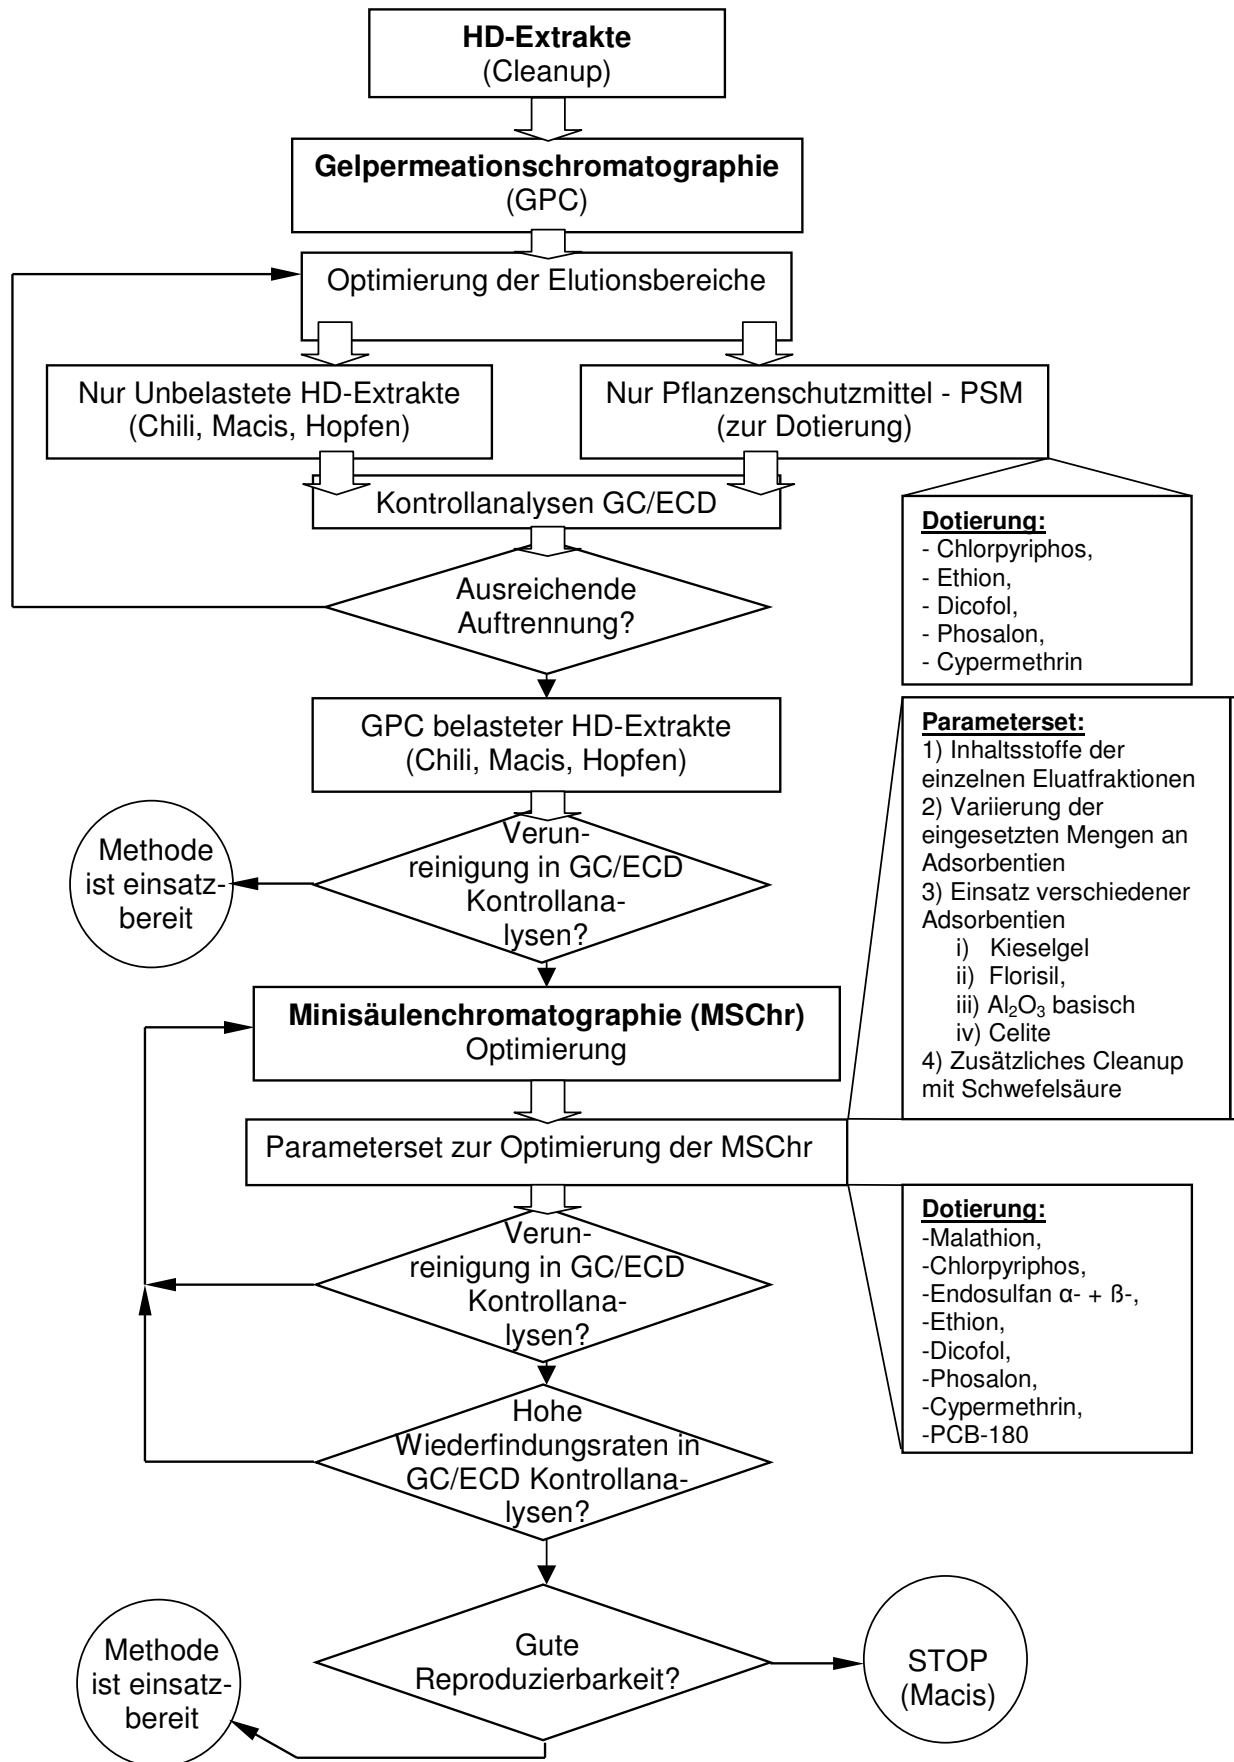 HD-Extrakte
(Cleanup)
Gelpermeationschromatographie
(GPC)
Optimierung der Elutionsbereiche
Nur Unbelastete HD-Extrakte
(Chili, Macis, Hopfen)
Nur Pflanzenschutzmittel - PSM
(zur Dotierung)
Kontrollanalysen GC/ECD
Dotierung:
- Chlorpyriphos,
- Ethion,
- Dicofol,
- Phosalon,
- Cypermethrin
Ausreichende
Auftrennung?
GPC belasteter HD-Extrakte
(Chili, Macis, Hopfen)
Parameterset:
1) Inhaltsstoffe der
einzelnen Eluatfraktionen
2) Variierung der
eingesetzten Mengen an
Adsorbentien
3) Einsatz verschiedener
Adsorbentien
i) Kieselgel
ii) Florisil,
iii) Al₂O₃ basisch
iv) Celite
4) Zusätzliches Cleanup
mit Schwefelsäure
Verun-
reinigung in GC/ECD
Kontrollana-
lysen?
Methode
ist einsatz-
bereit
Minisäulenchromatographie (MSChr)
Optimierung
Parameterset zur Optimierung der MSChr
Dotierung:
-Malathion,
-Chlorpyriphos,
-Endosulfan α- + ß-,
-Ethion,
-Dicofol,
-Phosalon,
-Cypermethrin,
-PCB-180
Verun-
reinigung in GC/ECD
Kontrollana-
lysen?
Hohe
Wiederfindungsraten in
GC/ECD Kontrollana-
lysen?
Gute
Reproduzierbarkeit?
Methode
ist einsatz-
bereit
STOP
(Macis)